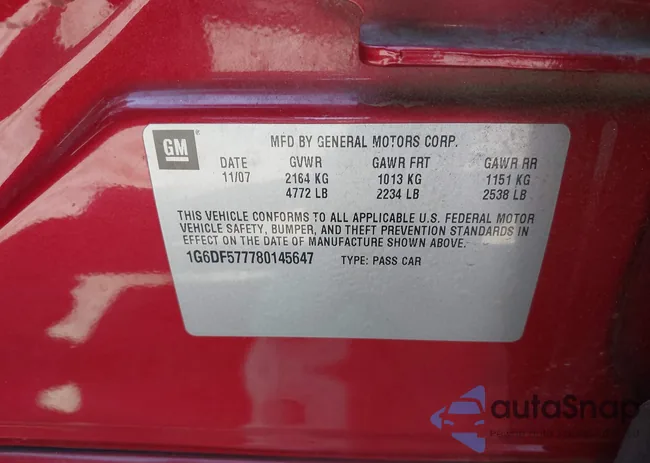 GM
MFD BY GENERAL MOTORS CORP.
DATE GVWR GAWR FRT GAWR RR
11/07 2164 KG 1013 KG 1151 KG
4772 LB 2234 LB 2538 LB
THIS VEHICLE CONFORMS TO ALL APPLICABLE U.S. FEDERAL MOTOR
VEHICLE SAFETY, BUMPER, AND THEFT PREVENTION STANDARDS IN
EFFECT ON THE DATE OF MANUFACTURE SHOWN ABOVE.
1G6DF577780145647 TYPE: PASS CAR
autoSnap